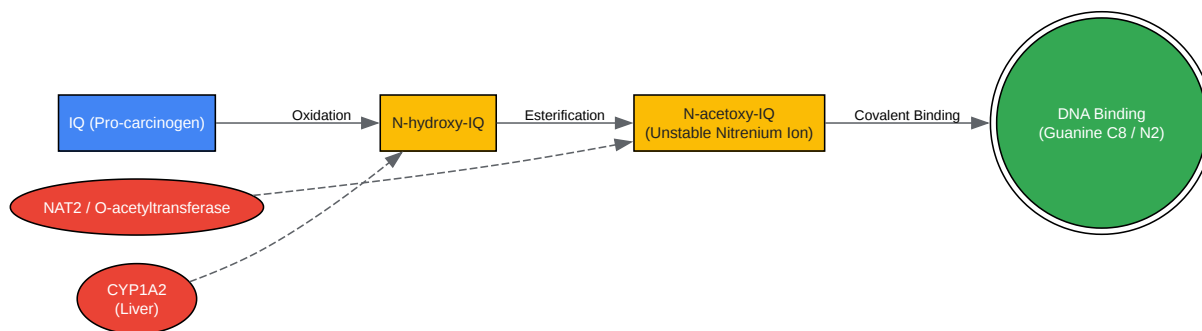 IQ (Pro-carcinogen)
Oxidation
N-hydroxy-IQ
Esterification
N-acetoxy-IQ
(Unstable Nitrenium Ion)
Covalent Binding
DNA Binding
(Guanine C8 / N2)
NAT2 / O-acetyltransferase
CYP1A2
(Liver)